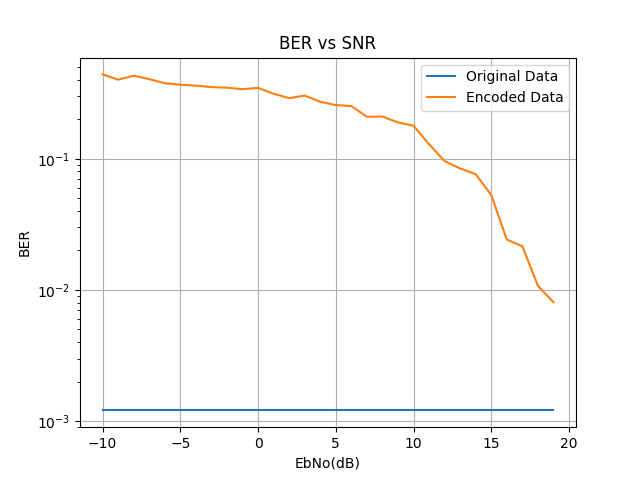 BER vs SNR
Original Data
Encoded Data
10⁻¹
10⁻²
10⁻³
BER
−10
−5
0
5
10
15
20
EbNo(dB)